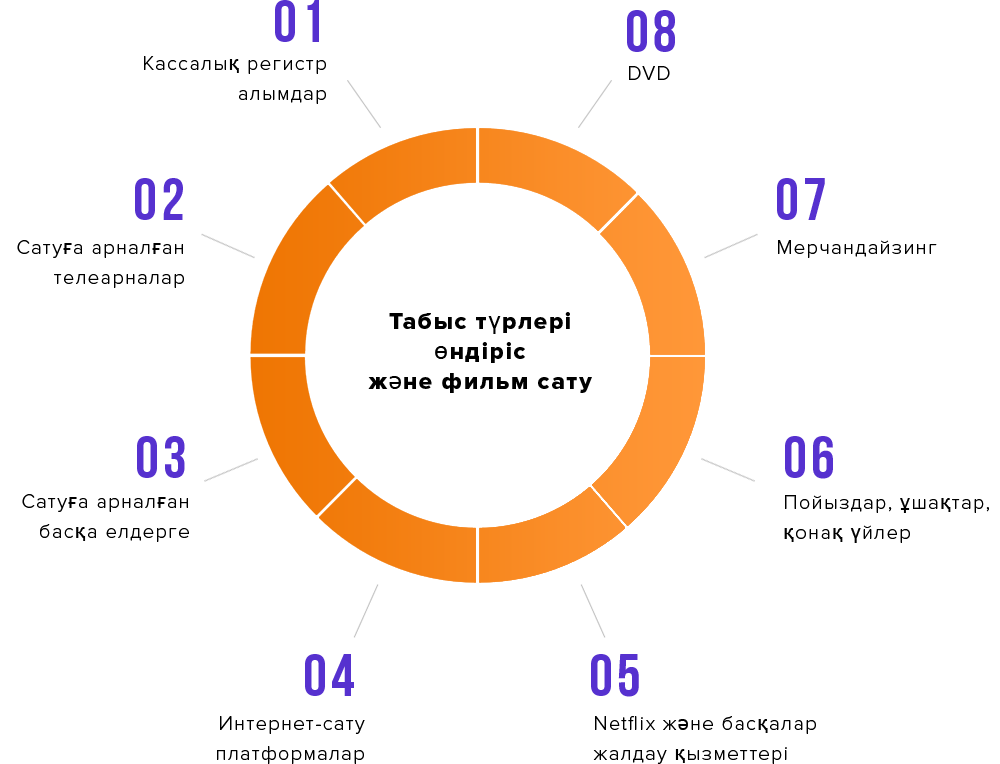 01
Кассалық регистр
алымдар
02
Сатуға арналған
телеарналар
03
Сатуға арналған
басқа елдерге
04
Интернет-сату
платформалар
05
Netflix және басқалар
жалдау қызметтері
06
Пойыздар, ұшақтар,
қонақ үйлер
07
Мерчандайзинг
08
DVD
Табыс түрлері
өндіріс
және фильм сату